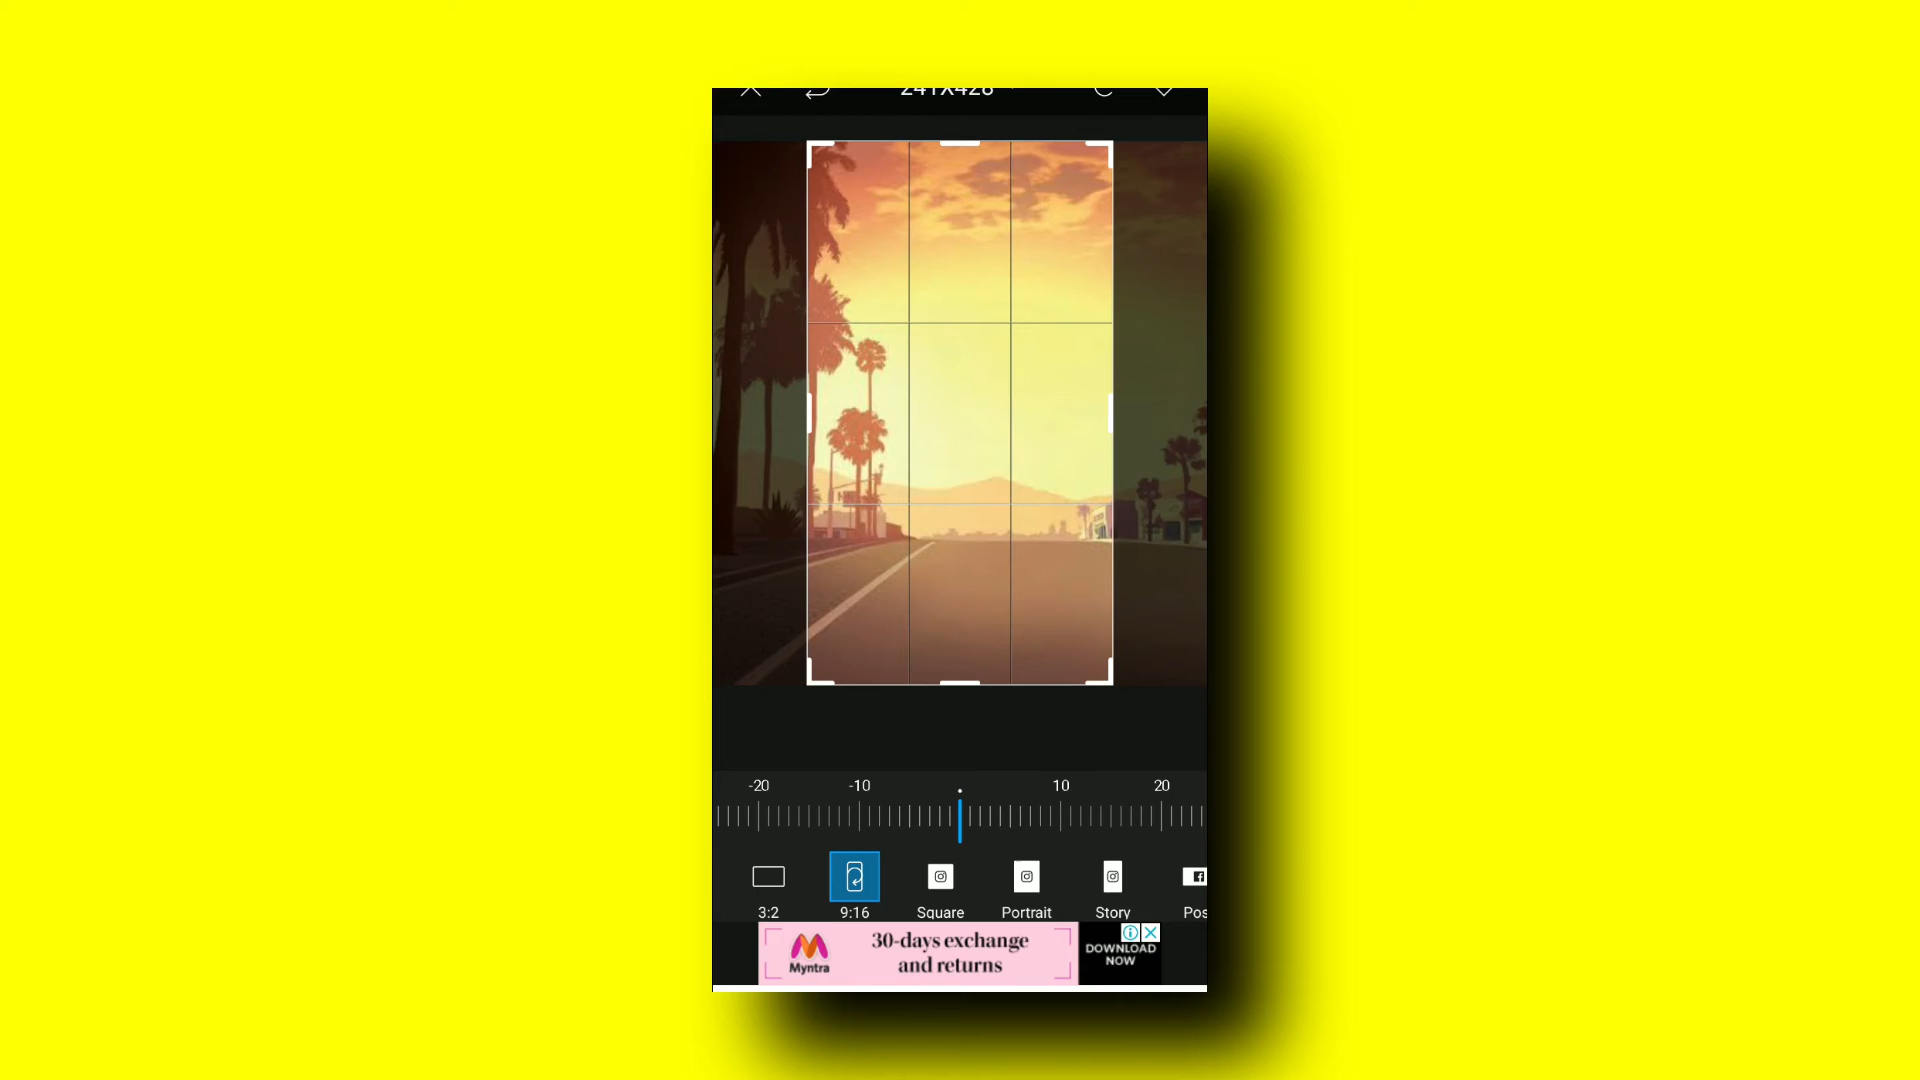 241X428
-20 -10 10 20
3:2 9:16 Square Portrait Story Pos
Myntra
30-days exchange
and returns
DOWNLOAD
NOW